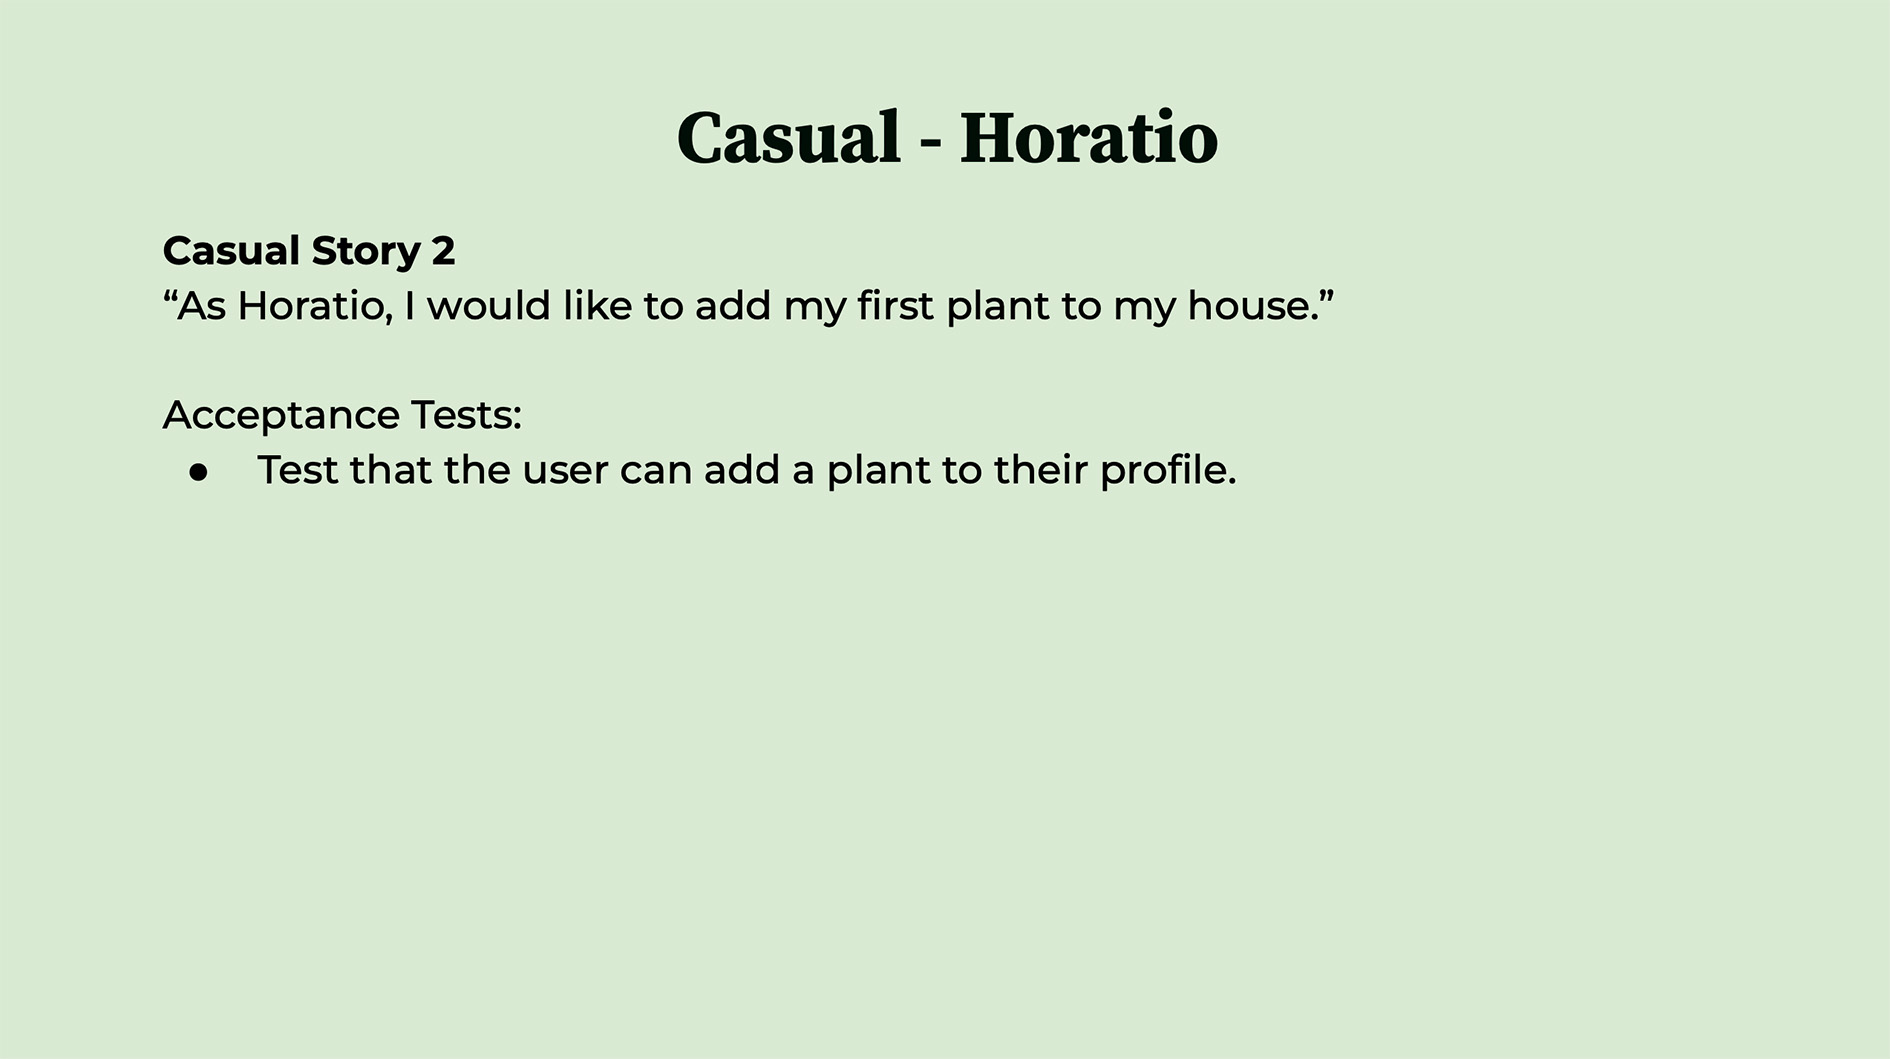 Casual - Horatio
Casual Story 2
“As Horatio, I would like to add my first plant to my house.”
Acceptance Tests:
● Test that the user can add a plant to their profile.